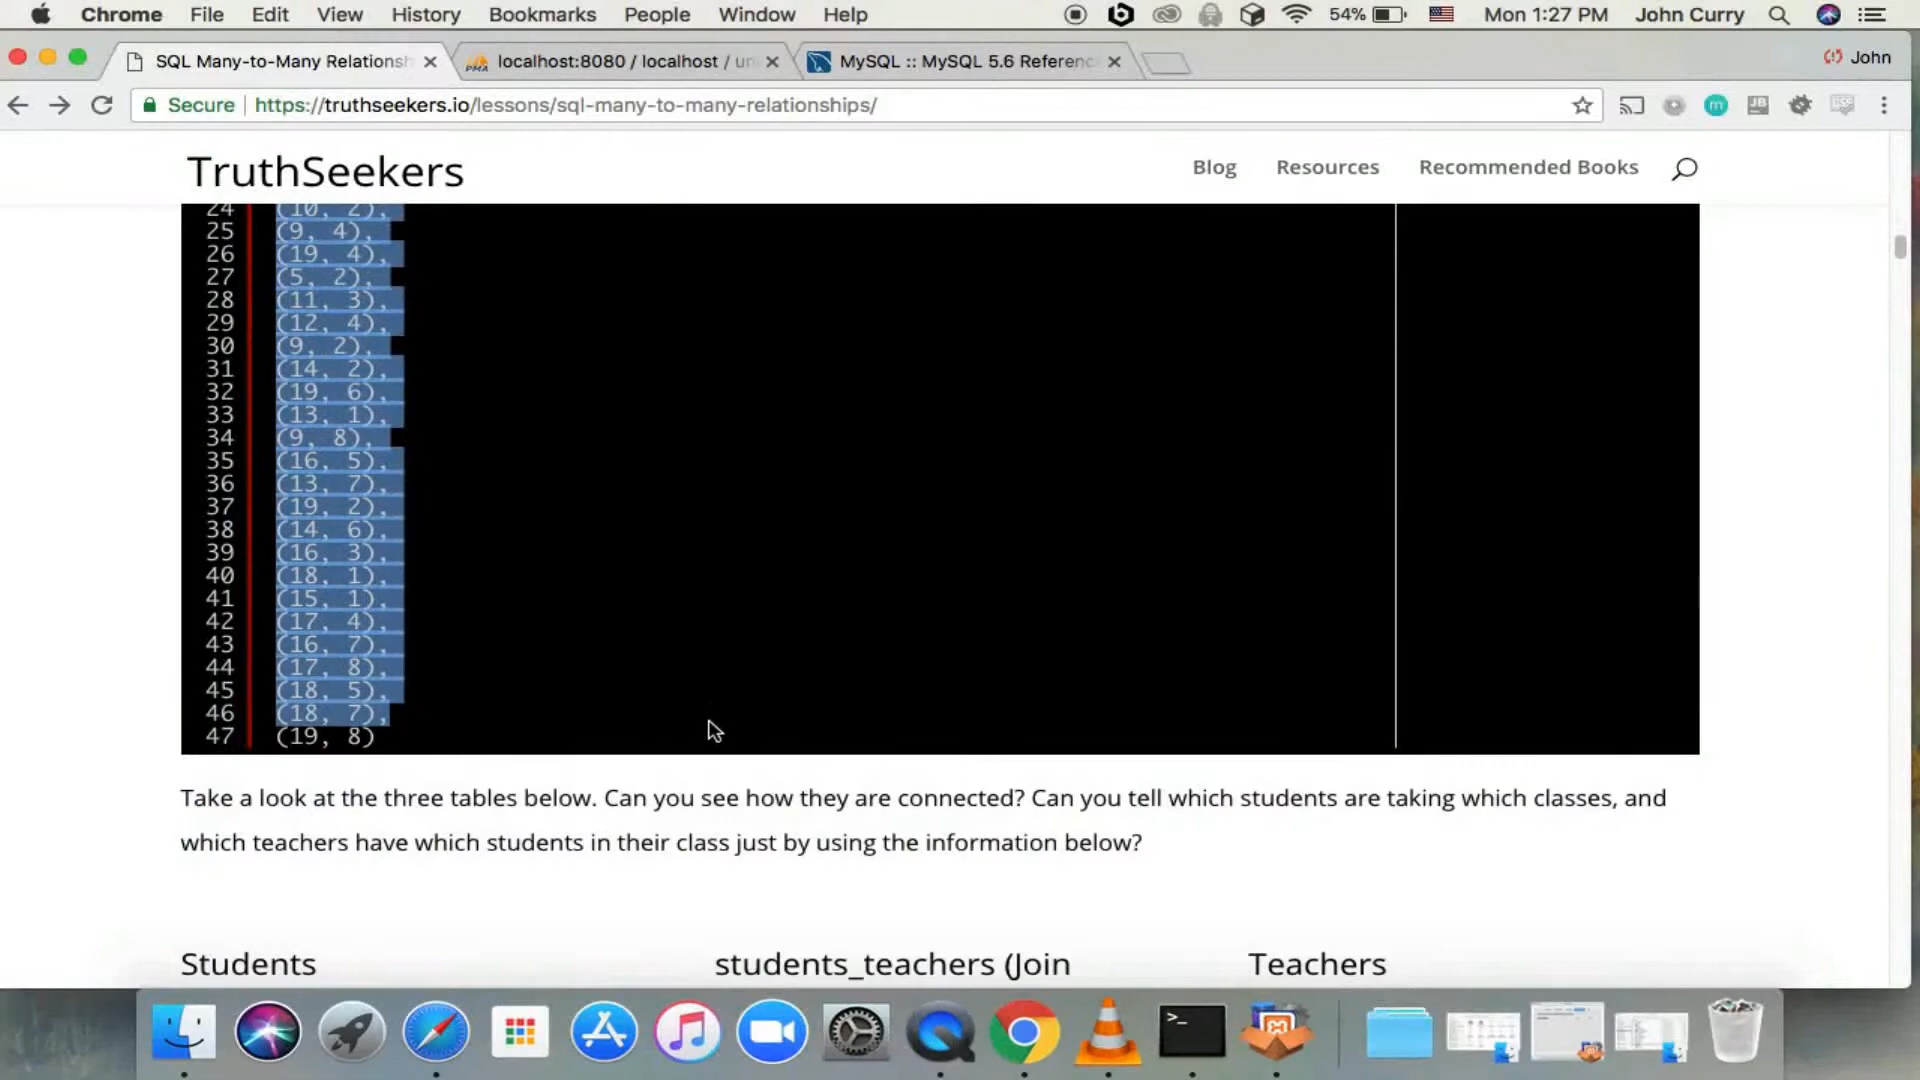 Chrome File Edit View History Bookmarks People Window Help 54% Mon 1:27 PM John Curry
SQL Many-to-Many Relationsh localhost:8080 / localhost / un MySQL :: MySQL 5.6 Referenc John
Secure https://truthseekers.io/lessons/sql-many-to-many-relationships/
TruthSeekers Blog Resources Recommended Books
24 (10, 2),
25 (9, 4),
26 (19, 4),
27 (5, 2),
28 (11, 3),
29 (12, 4),
30 (9, 2),
31 (14, 2),
32 (19, 6),
33 (13, 1),
34 (9, 8),
35 (16, 5),
36 (13, 7),
37 (19, 2),
38 (14, 6),
39 (16, 3),
40 (18, 1),
41 (15, 1),
42 (17, 4),
43 (16, 7),
44 (17, 8),
45 (18, 5),
46 (18, 7),
47 (19, 8)
Take a look at the three tables below. Can you see how they are connected? Can you tell which students are taking which classes, and
which teachers have which students in their class just by using the information below?
Students students_teachers (Join Teachers